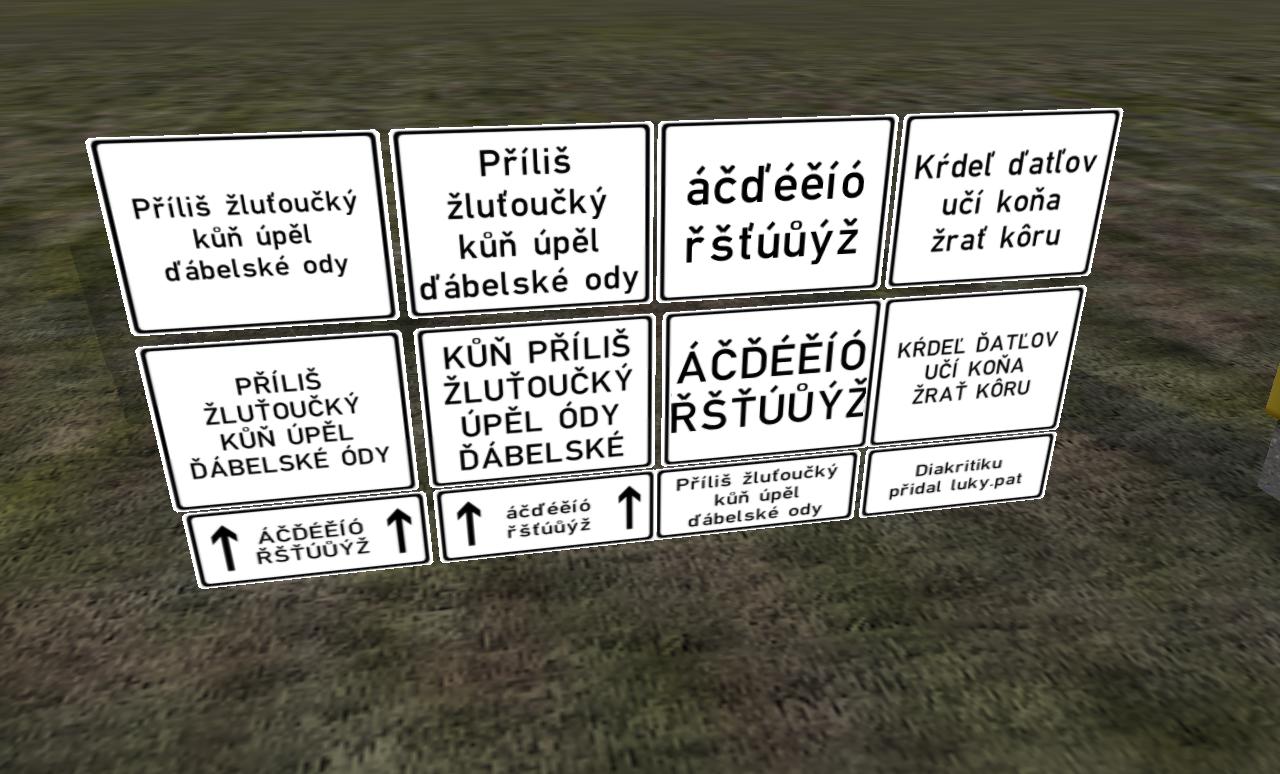 Příliš žluťoučký
kůň úpěl
ďábelské ody
Příliš
žluťoučký
kůň úpěl
ďábelské ody
áčďéěíó
řšťúůýž
Kŕdeľ ďatľov
učí koňa
žrať kôru
PŘÍLIŠ
ŽLUŤOUČKÝ
KŮŇ ÚPĚL
ĎÁBELSKÉ ÓDY
KŮŇ PŘÍLIŠ
ŽLUŤOUČKÝ
ÚPĚL ÓDY
ĎÁBELSKÉ
ÁČĎÉĚÍÓ
ŘŠŤÚŮÝŽ
KŔDEĽ ĎATĽOV
UČÍ KOŇA
ŽRAŤ KÔRU
ÁČĎÉĚÍÓ
ŘŠŤÚŮÝŽ
áčďéěíó
řšťúůýž
Příliš žluťoučký
kůň úpěl
ďábelské ody
Diakritiku
přidal luky.pat